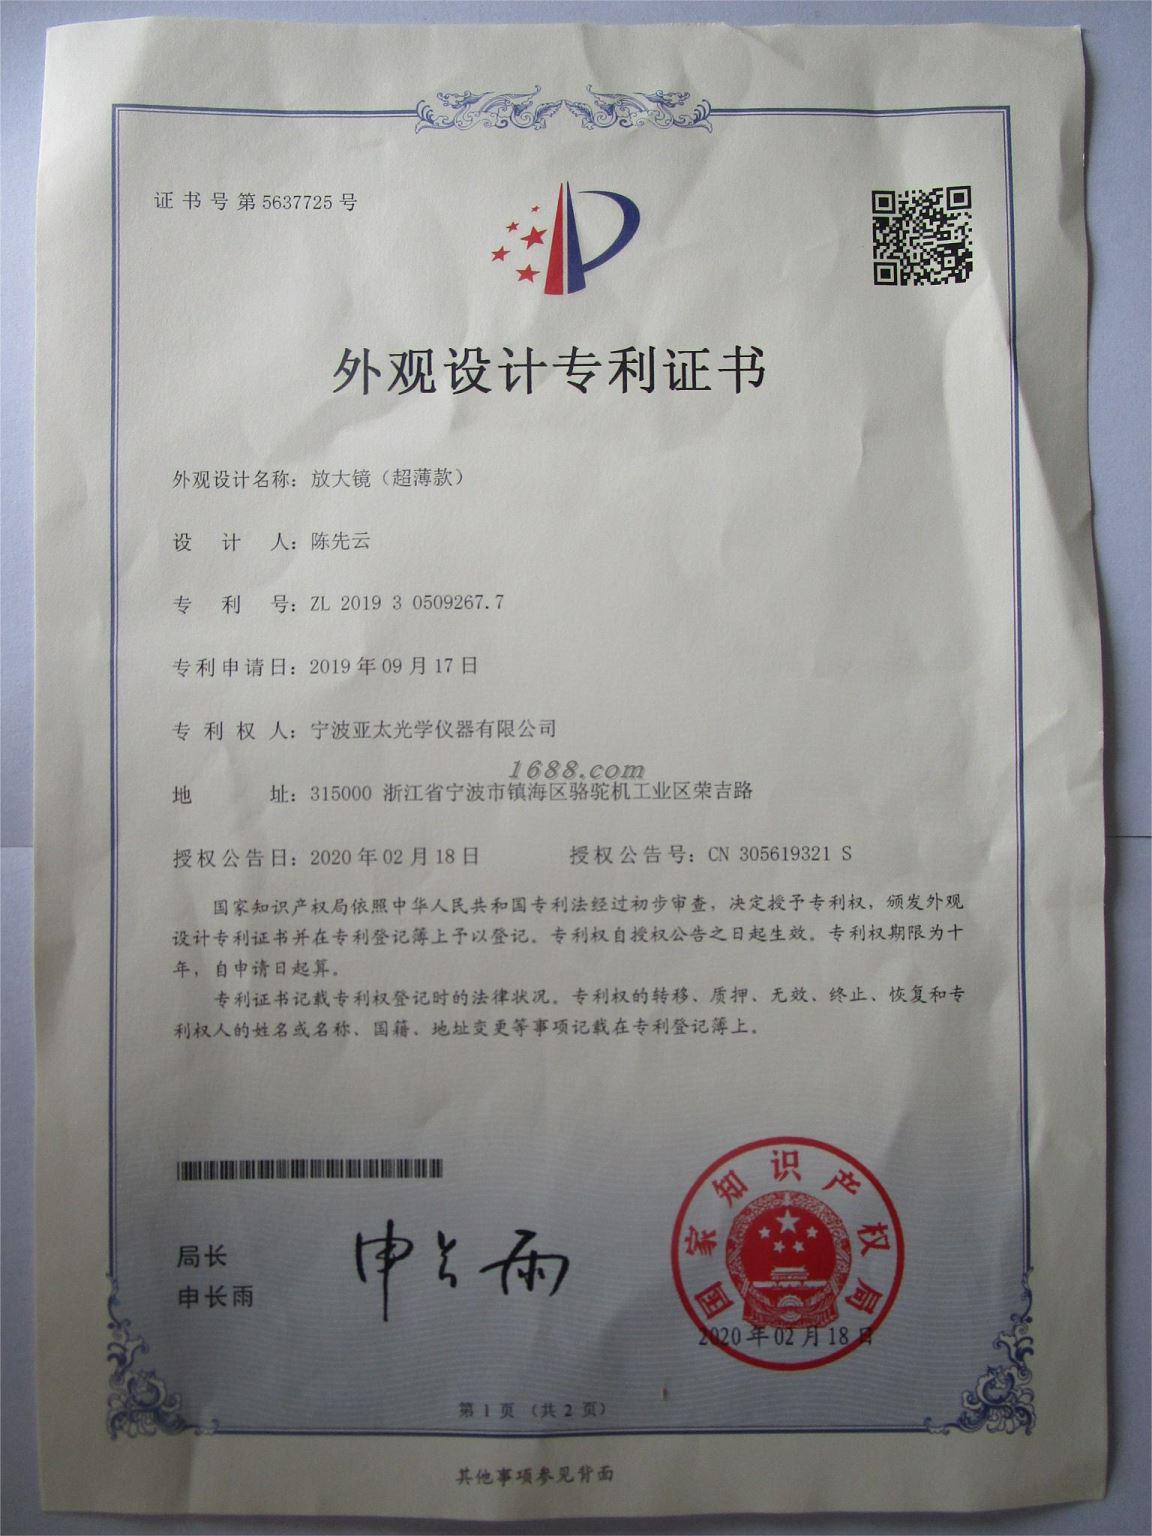 证书号第5637725号
外观设计专利证书
外观设计名称：放大镜（超薄款）
设计人：陈先云
专利号：ZL 2019 3 0509267.7
专利申请日：2019年09月17日
专利权人：宁波亚太光学仪器有限公司
1688.com
地址：315000 浙江省宁波市镇海区骆驼机工业区荣吉路
授权公告日：2020年02月18日 授权公告号：CN 305619321 S
国家知识产权局依照中华人民共和国专利法经过初步审查，决定授予专利权，颁发外观
设计专利证书并在专利登记簿上予以登记。专利权自授权公告之日起生效。专利权期限为十
年，自申请日起算。
专利证书记载专利权登记时的法律状况。专利权的转移、质押、无效、终止、恢复和专
利权人的姓名或名称、国籍、地址变更等事项记载在专利登记簿上。
局长
申长雨
申长雨
国家知识产权局
2020年02月18日
第1页（共2页）
其他事项参见背面